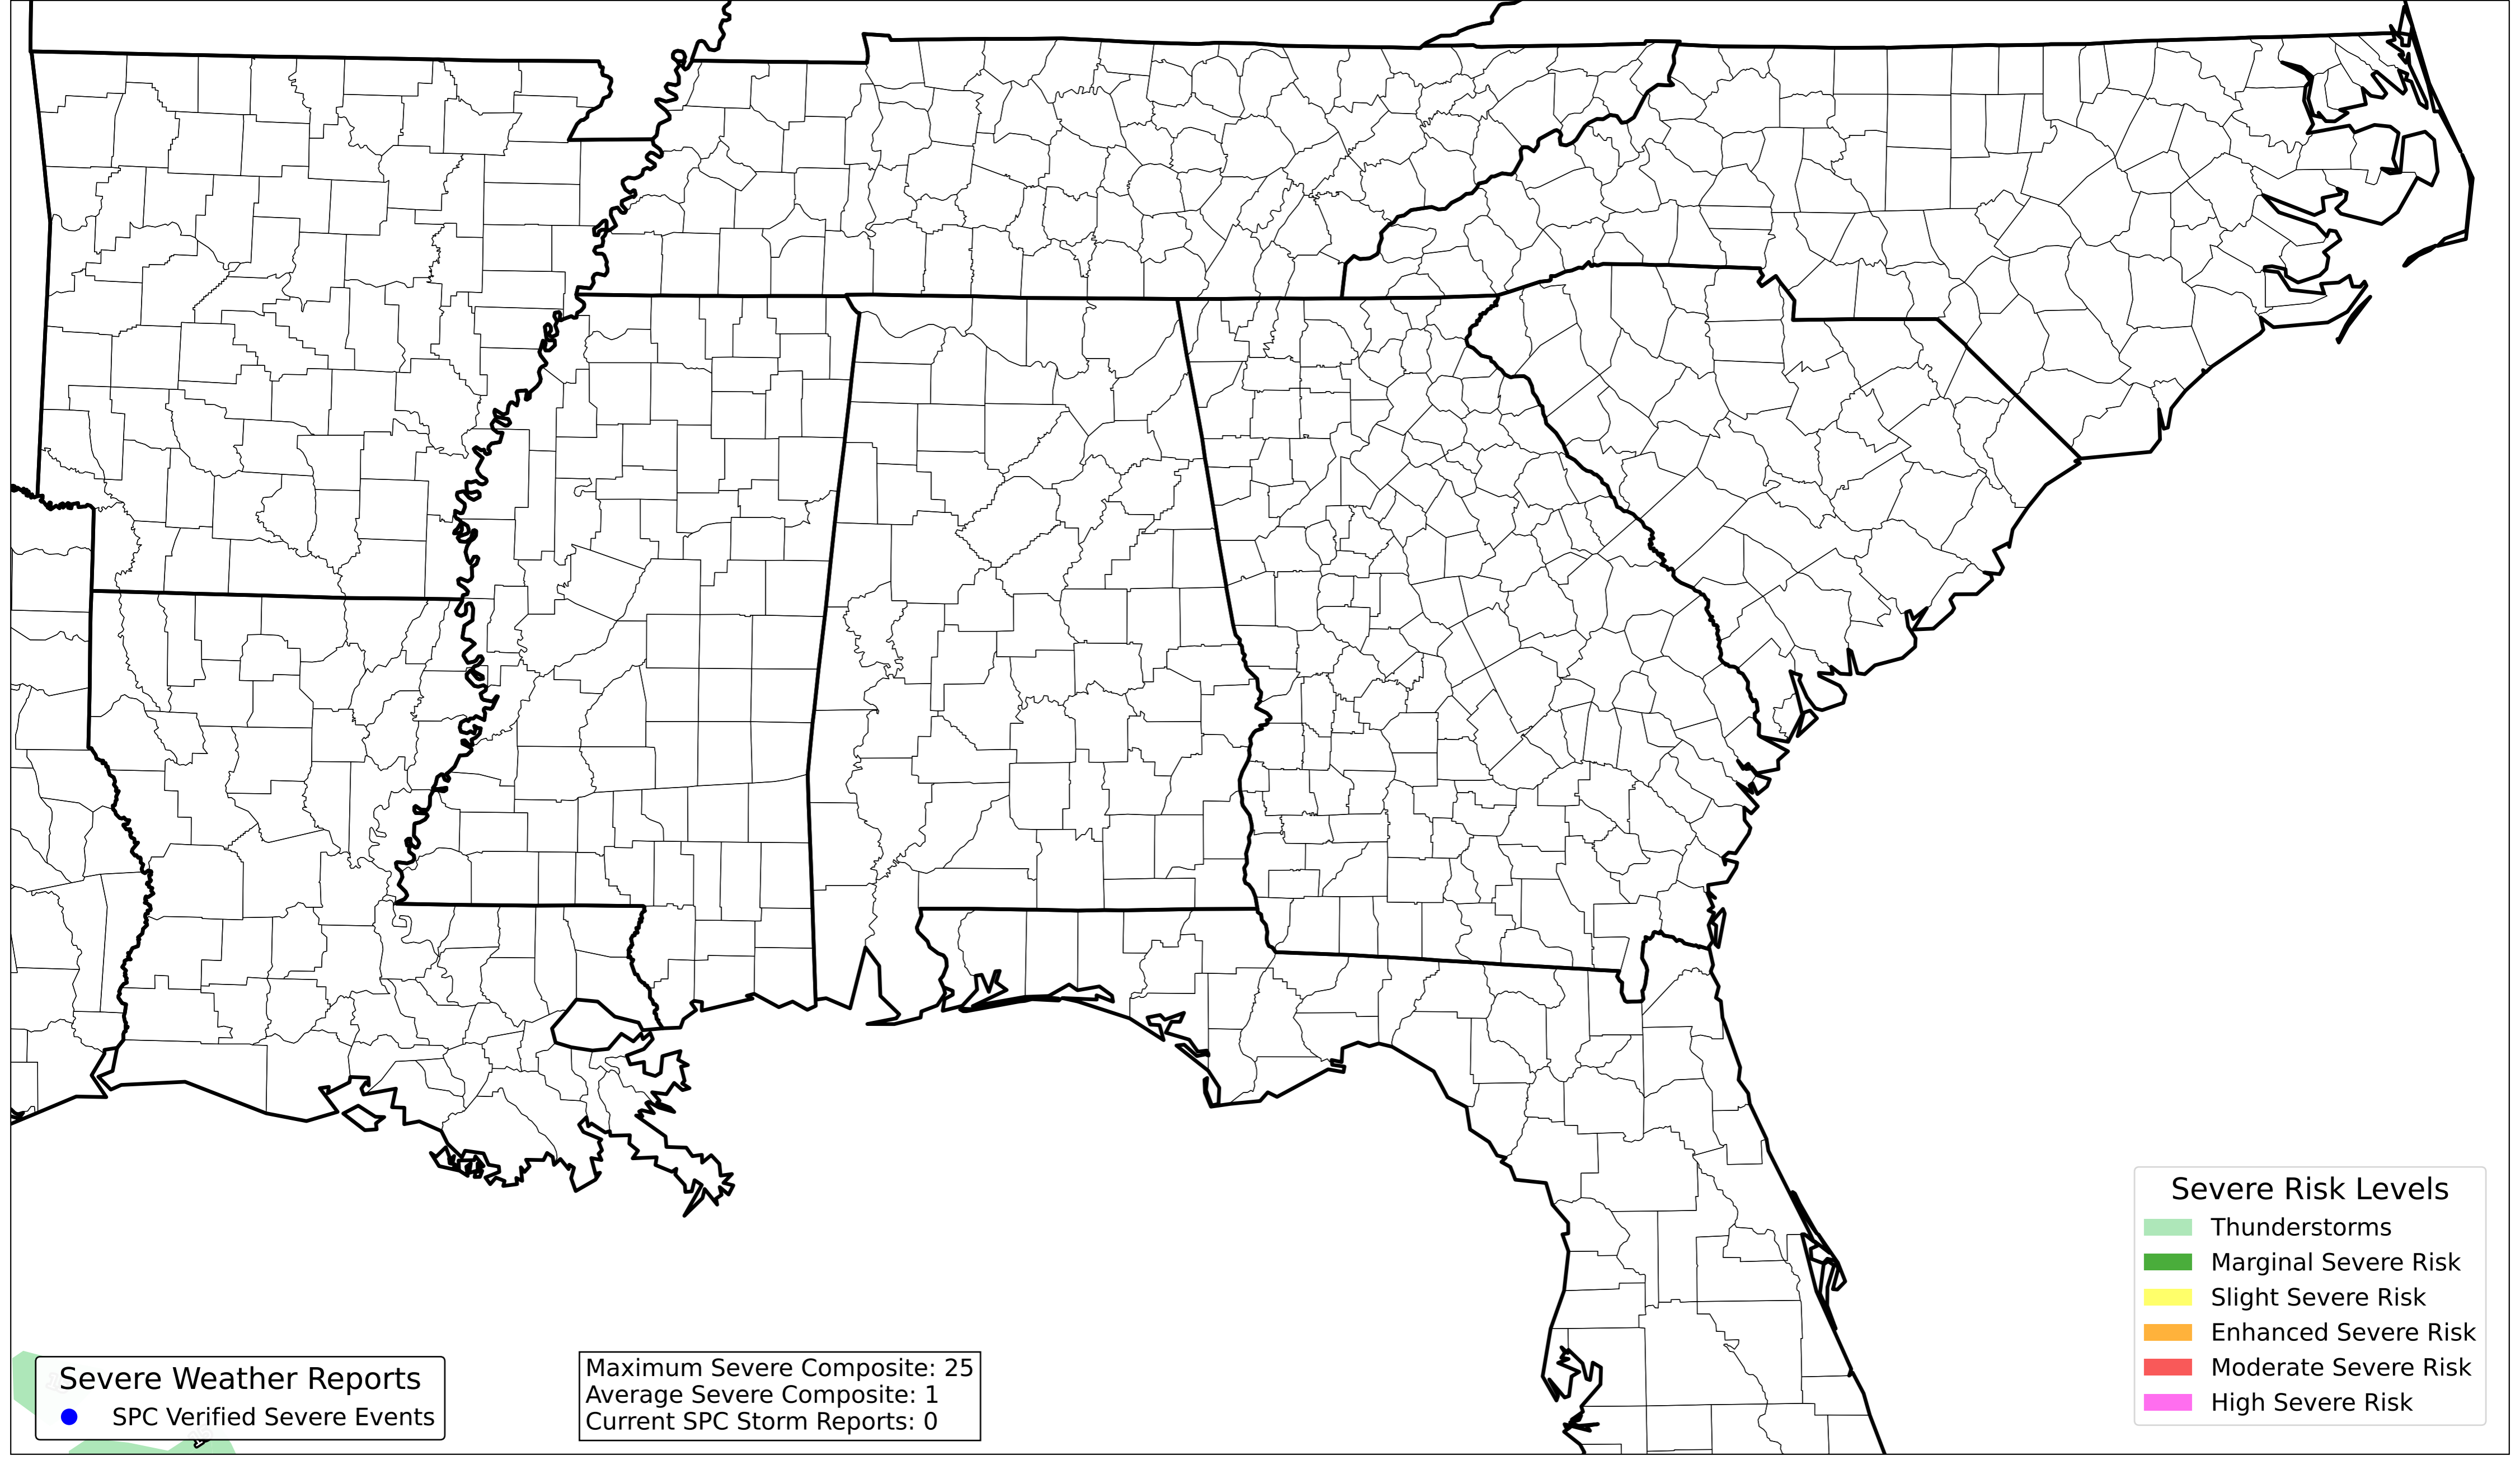 Severe Weather Reports
SPC Verified Severe Events
Maximum Severe Composite: 25
Average Severe Composite: 1
Current SPC Storm Reports: 0
Severe Risk Levels
Thunderstorms
Marginal Severe Risk
Slight Severe Risk
Enhanced Severe Risk
Moderate Severe Risk
High Severe Risk